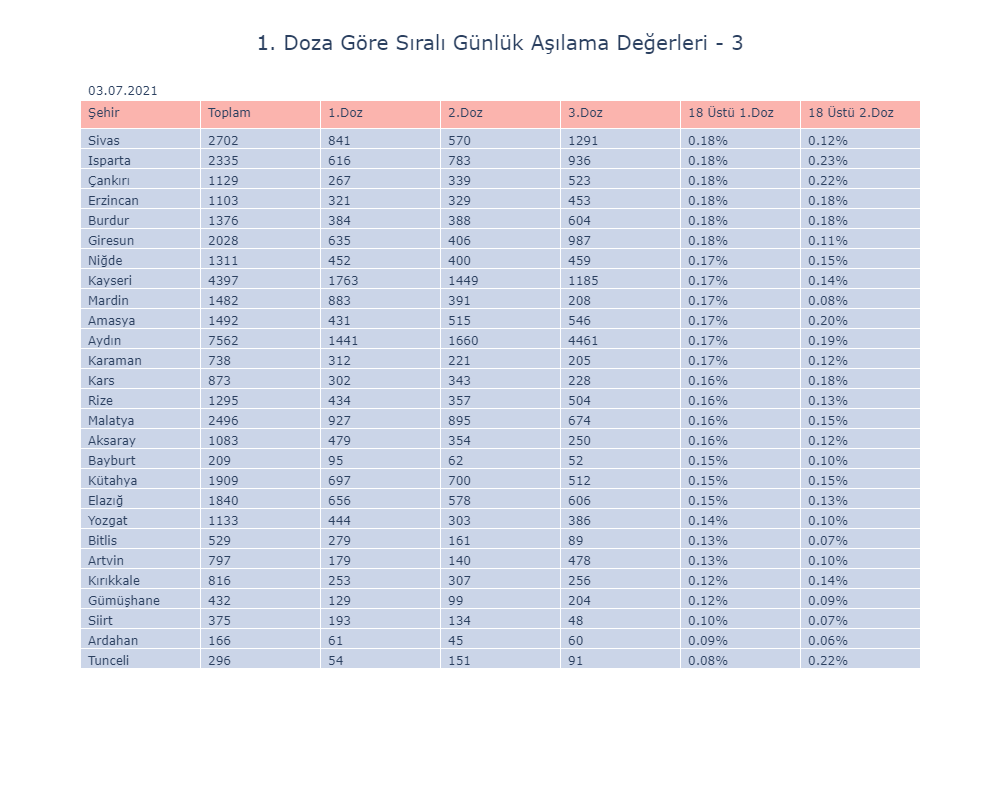 1. Doza Göre Sıralı Günlük Aşılama Değerleri - 3
03.07.2021
Şehir Toplam 1.Doz 2.Doz 3.Doz 18 Üstü 1.Doz 18 Üstü 2.Doz
Sivas 2702 841 570 1291 0.18% 0.12%
Isparta 2335 616 783 936 0.18% 0.23%
Çankırı 1129 267 339 523 0.18% 0.22%
Erzincan 1103 321 329 453 0.18% 0.18%
Burdur 1376 384 388 604 0.18% 0.18%
Giresun 2028 635 406 987 0.18% 0.11%
Niğde 1311 452 400 459 0.17% 0.15%
Kayseri 4397 1763 1449 1185 0.17% 0.14%
Mardin 1482 883 391 208 0.17% 0.08%
Amasya 1492 431 515 546 0.17% 0.20%
Aydın 7562 1441 1660 4461 0.17% 0.19%
Karaman 738 312 221 205 0.17% 0.12%
Kars 873 302 343 228 0.16% 0.18%
Rize 1295 434 357 504 0.16% 0.13%
Malatya 2496 927 895 674 0.16% 0.15%
Aksaray 1083 479 354 250 0.16% 0.12%
Bayburt 209 95 62 52 0.15% 0.10%
Kütahya 1909 697 700 512 0.15% 0.15%
Elazığ 1840 656 578 606 0.15% 0.13%
Yozgat 1133 444 303 386 0.14% 0.10%
Bitlis 529 279 161 89 0.13% 0.07%
Artvin 797 179 140 478 0.13% 0.10%
Kırıkkale 816 253 307 256 0.12% 0.14%
Gümüşhane 432 129 99 204 0.12% 0.09%
Siirt 375 193 134 48 0.10% 0.07%
Ardahan 166 61 45 60 0.09% 0.06%
Tunceli 296 54 151 91 0.08% 0.22%